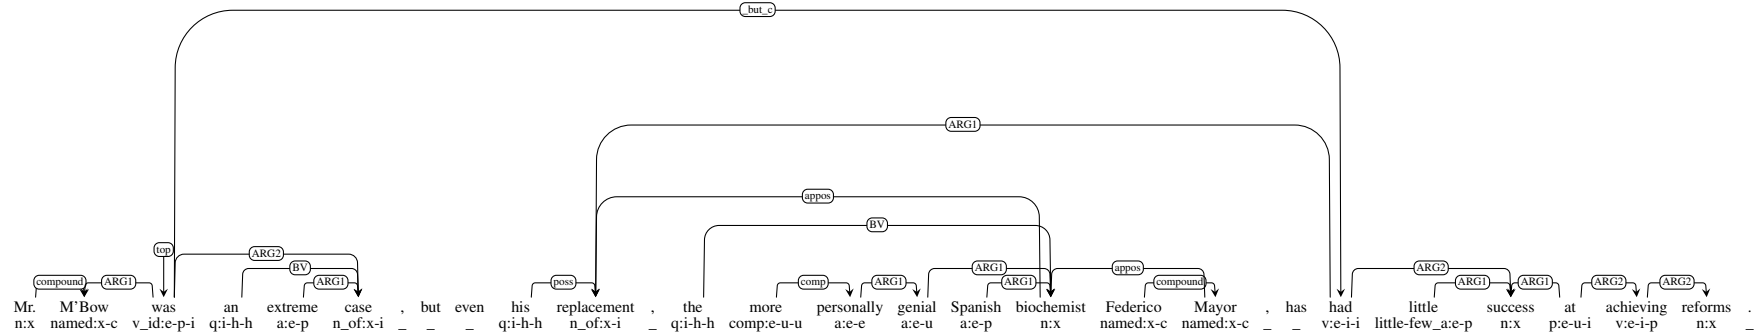 _but_c
ARG1
appos
BV
top ARG2
BV ARG1 appos ARG2
compound ARG1 ARG1 poss comp ARG1 ARG1 compound ARG1 ARG1 ARG2 ARG2
Mr. M'Bow was an extreme case , but even his replacement , the more personally genial Spanish biochemist Federico Mayor , has had little success at achieving reforms .
n:x named:x-c v_id:e-p-i q:i-h-h a:e-p n_of:x-i _ _ _ q:i-h-h n_of:x-i _ q:i-h-h comp:e-u-u a:e-e a:e-u a:e-p n:x named:x-c named:x-c _ _ v:e-i-i little-few_a:e-p n:x p:e-u-i v:e-i-p n:x _